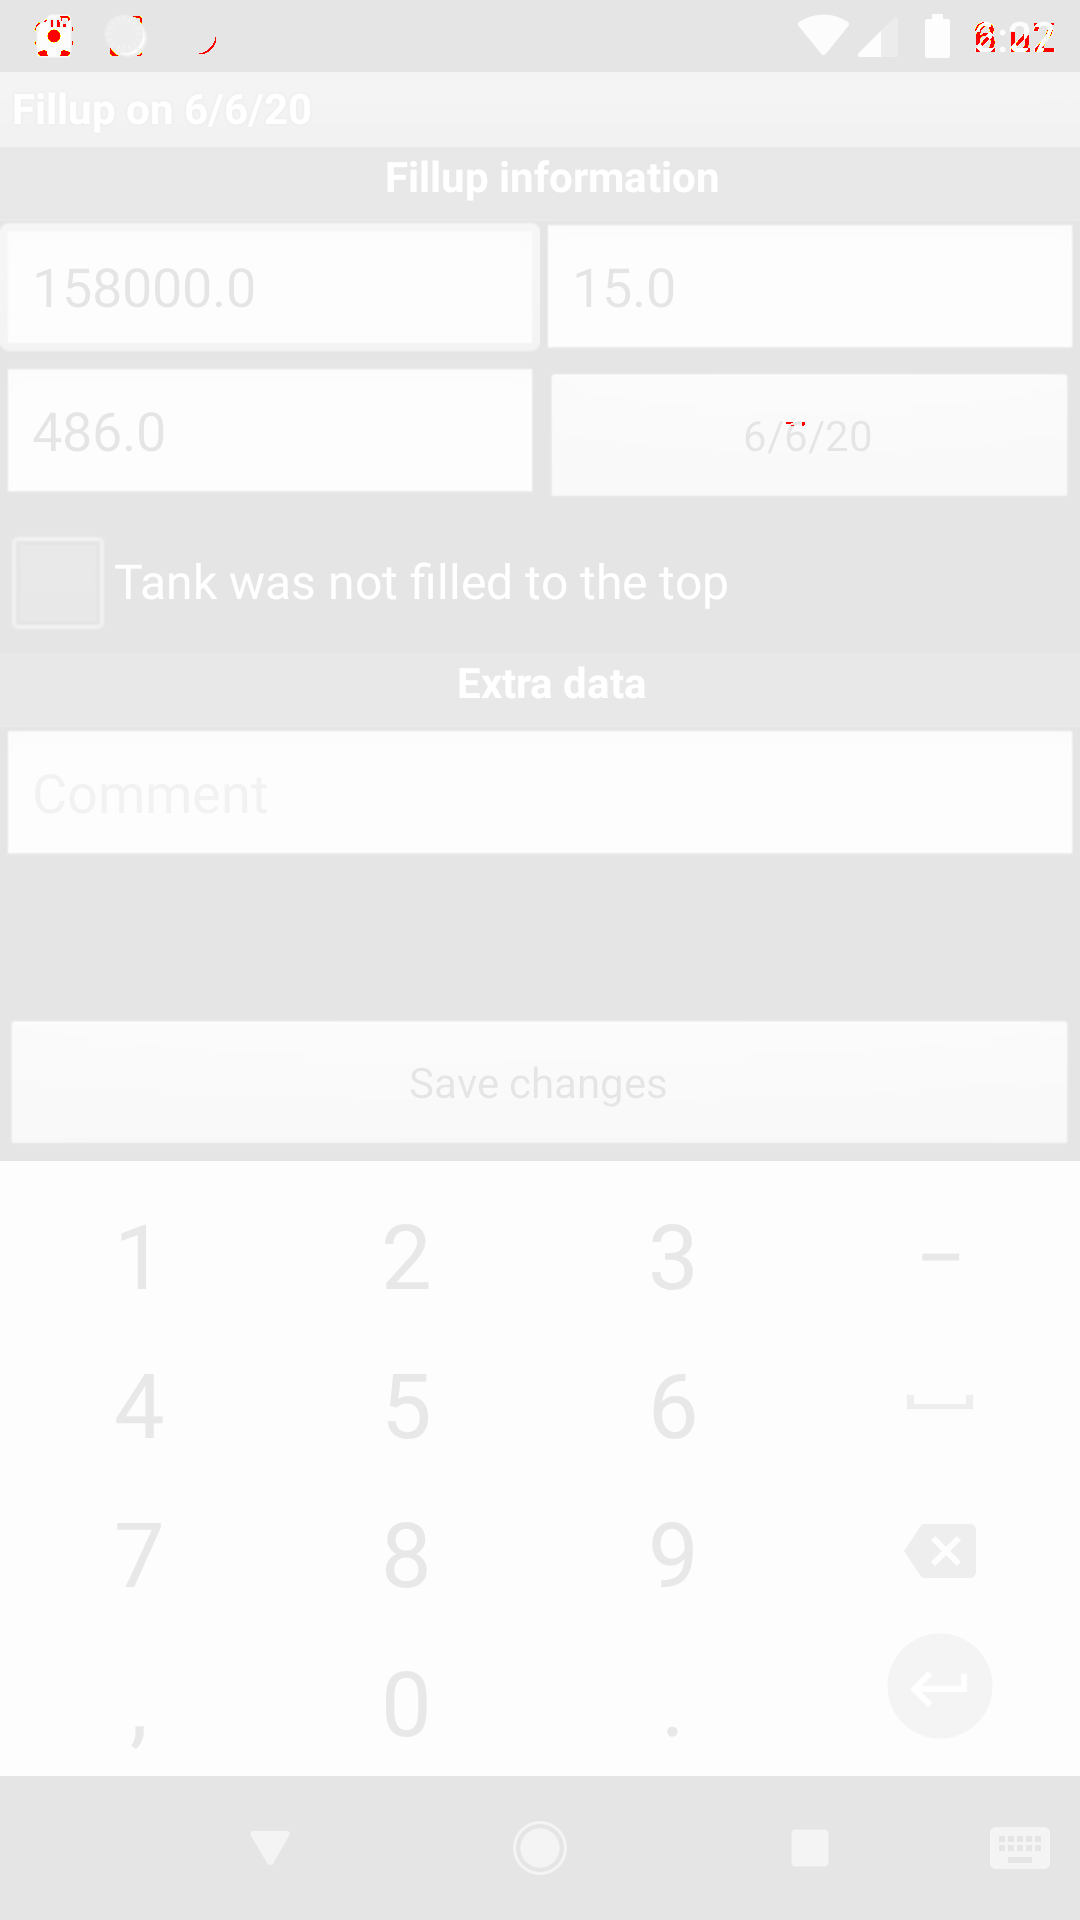 Fillup on 6/6/20
Fillup information
158000.0 15.0
486.0 6/6/20
Tank was not filled to the top
Extra data
Comment
Save changes
1 2 3 −
4 5 6
7 8 9
, 0 .